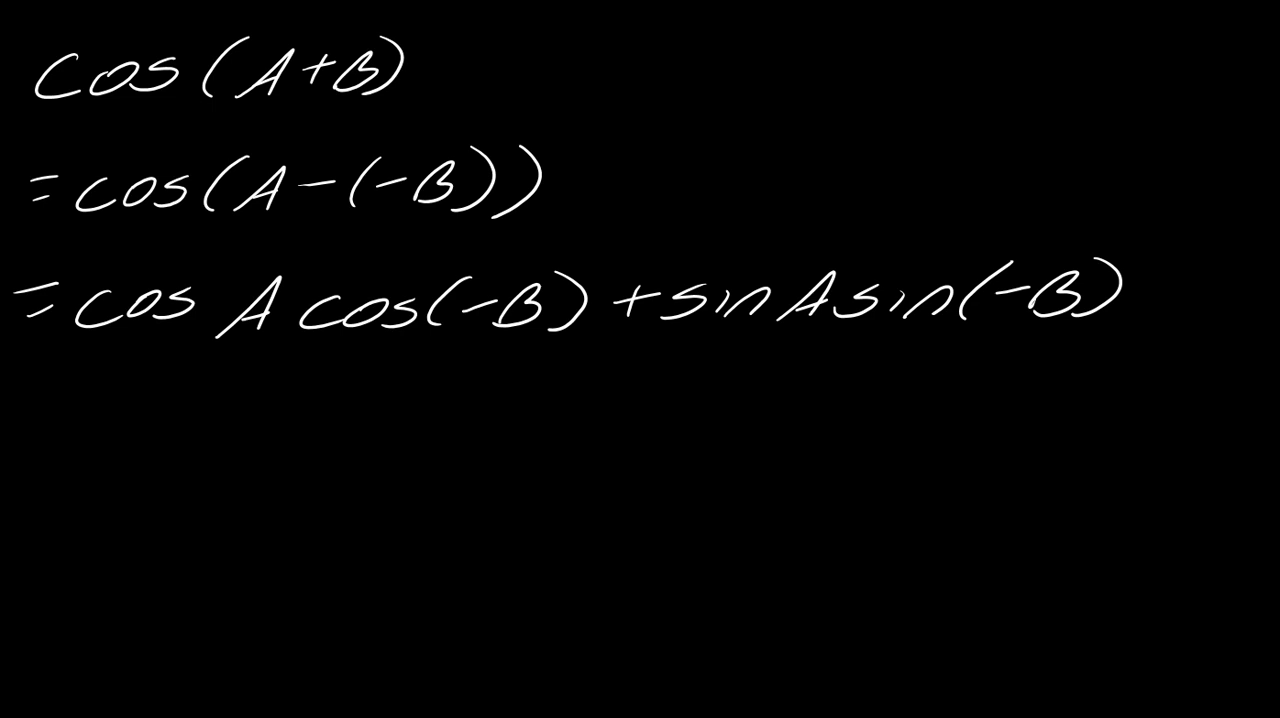 cos(A+B)
=cos(A-(-B))
=cos A cos(-B) + sin A sin(-B)